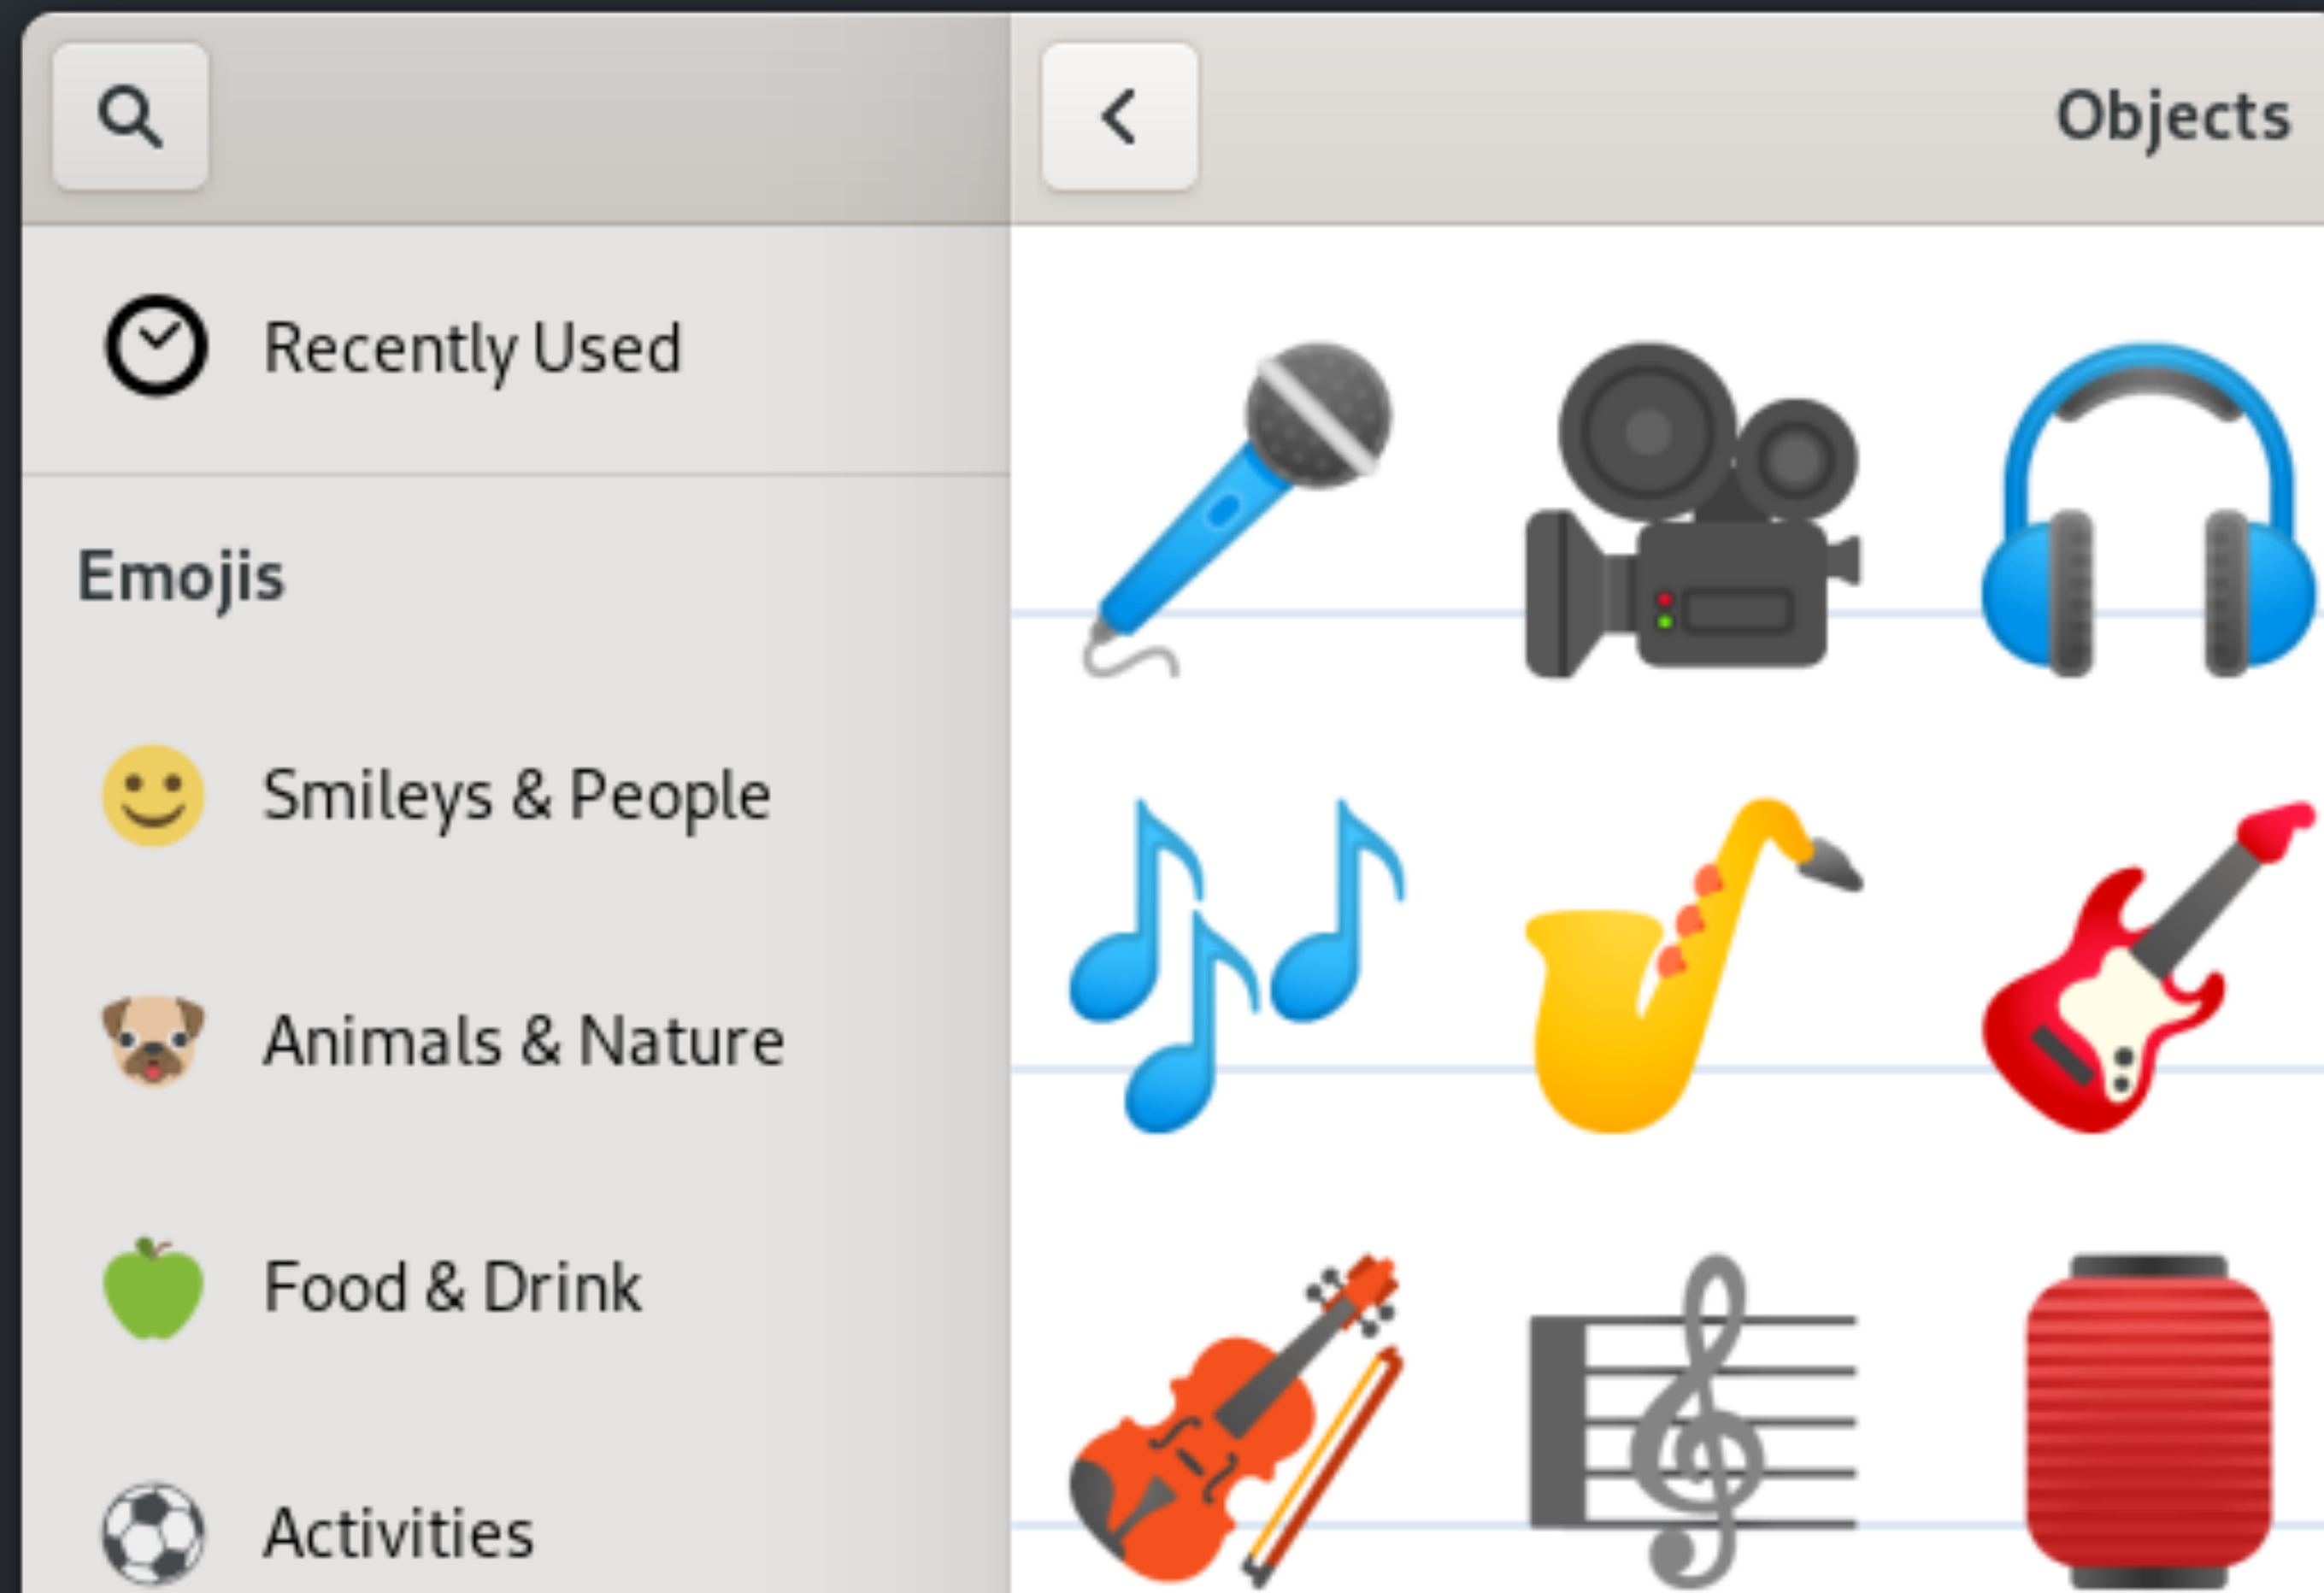 Objects
Recently Used
Emojis
Smileys & People
Animals & Nature
Food & Drink
Activities